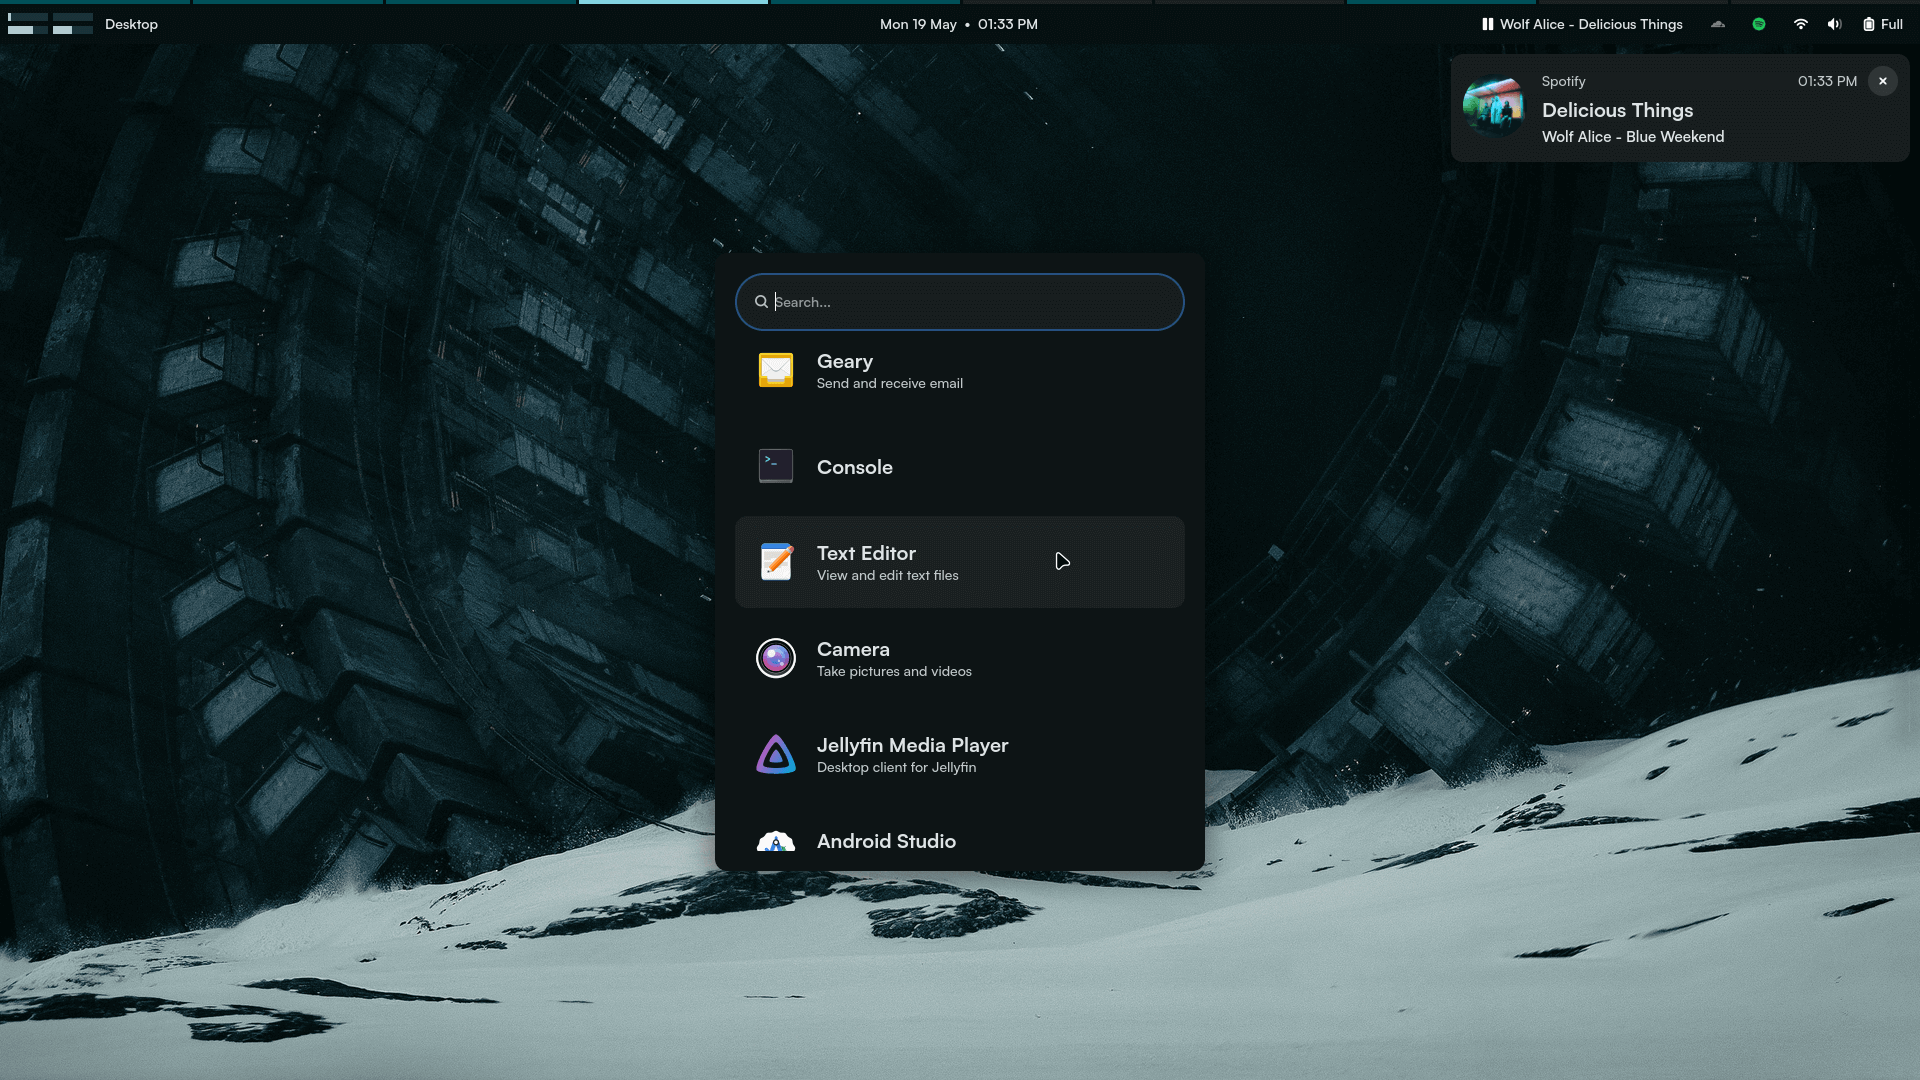 Desktop
Mon 19 May • 01:33 PM
Wolf Alice - Delicious Things
Full
Spotify
01:33 PM
Delicious Things
Wolf Alice - Blue Weekend
Search...
Geary
Send and receive email
>_
Console
Text Editor
View and edit text files
Camera
Take pictures and videos
Jellyfin Media Player
Desktop client for Jellyfin
Android Studio